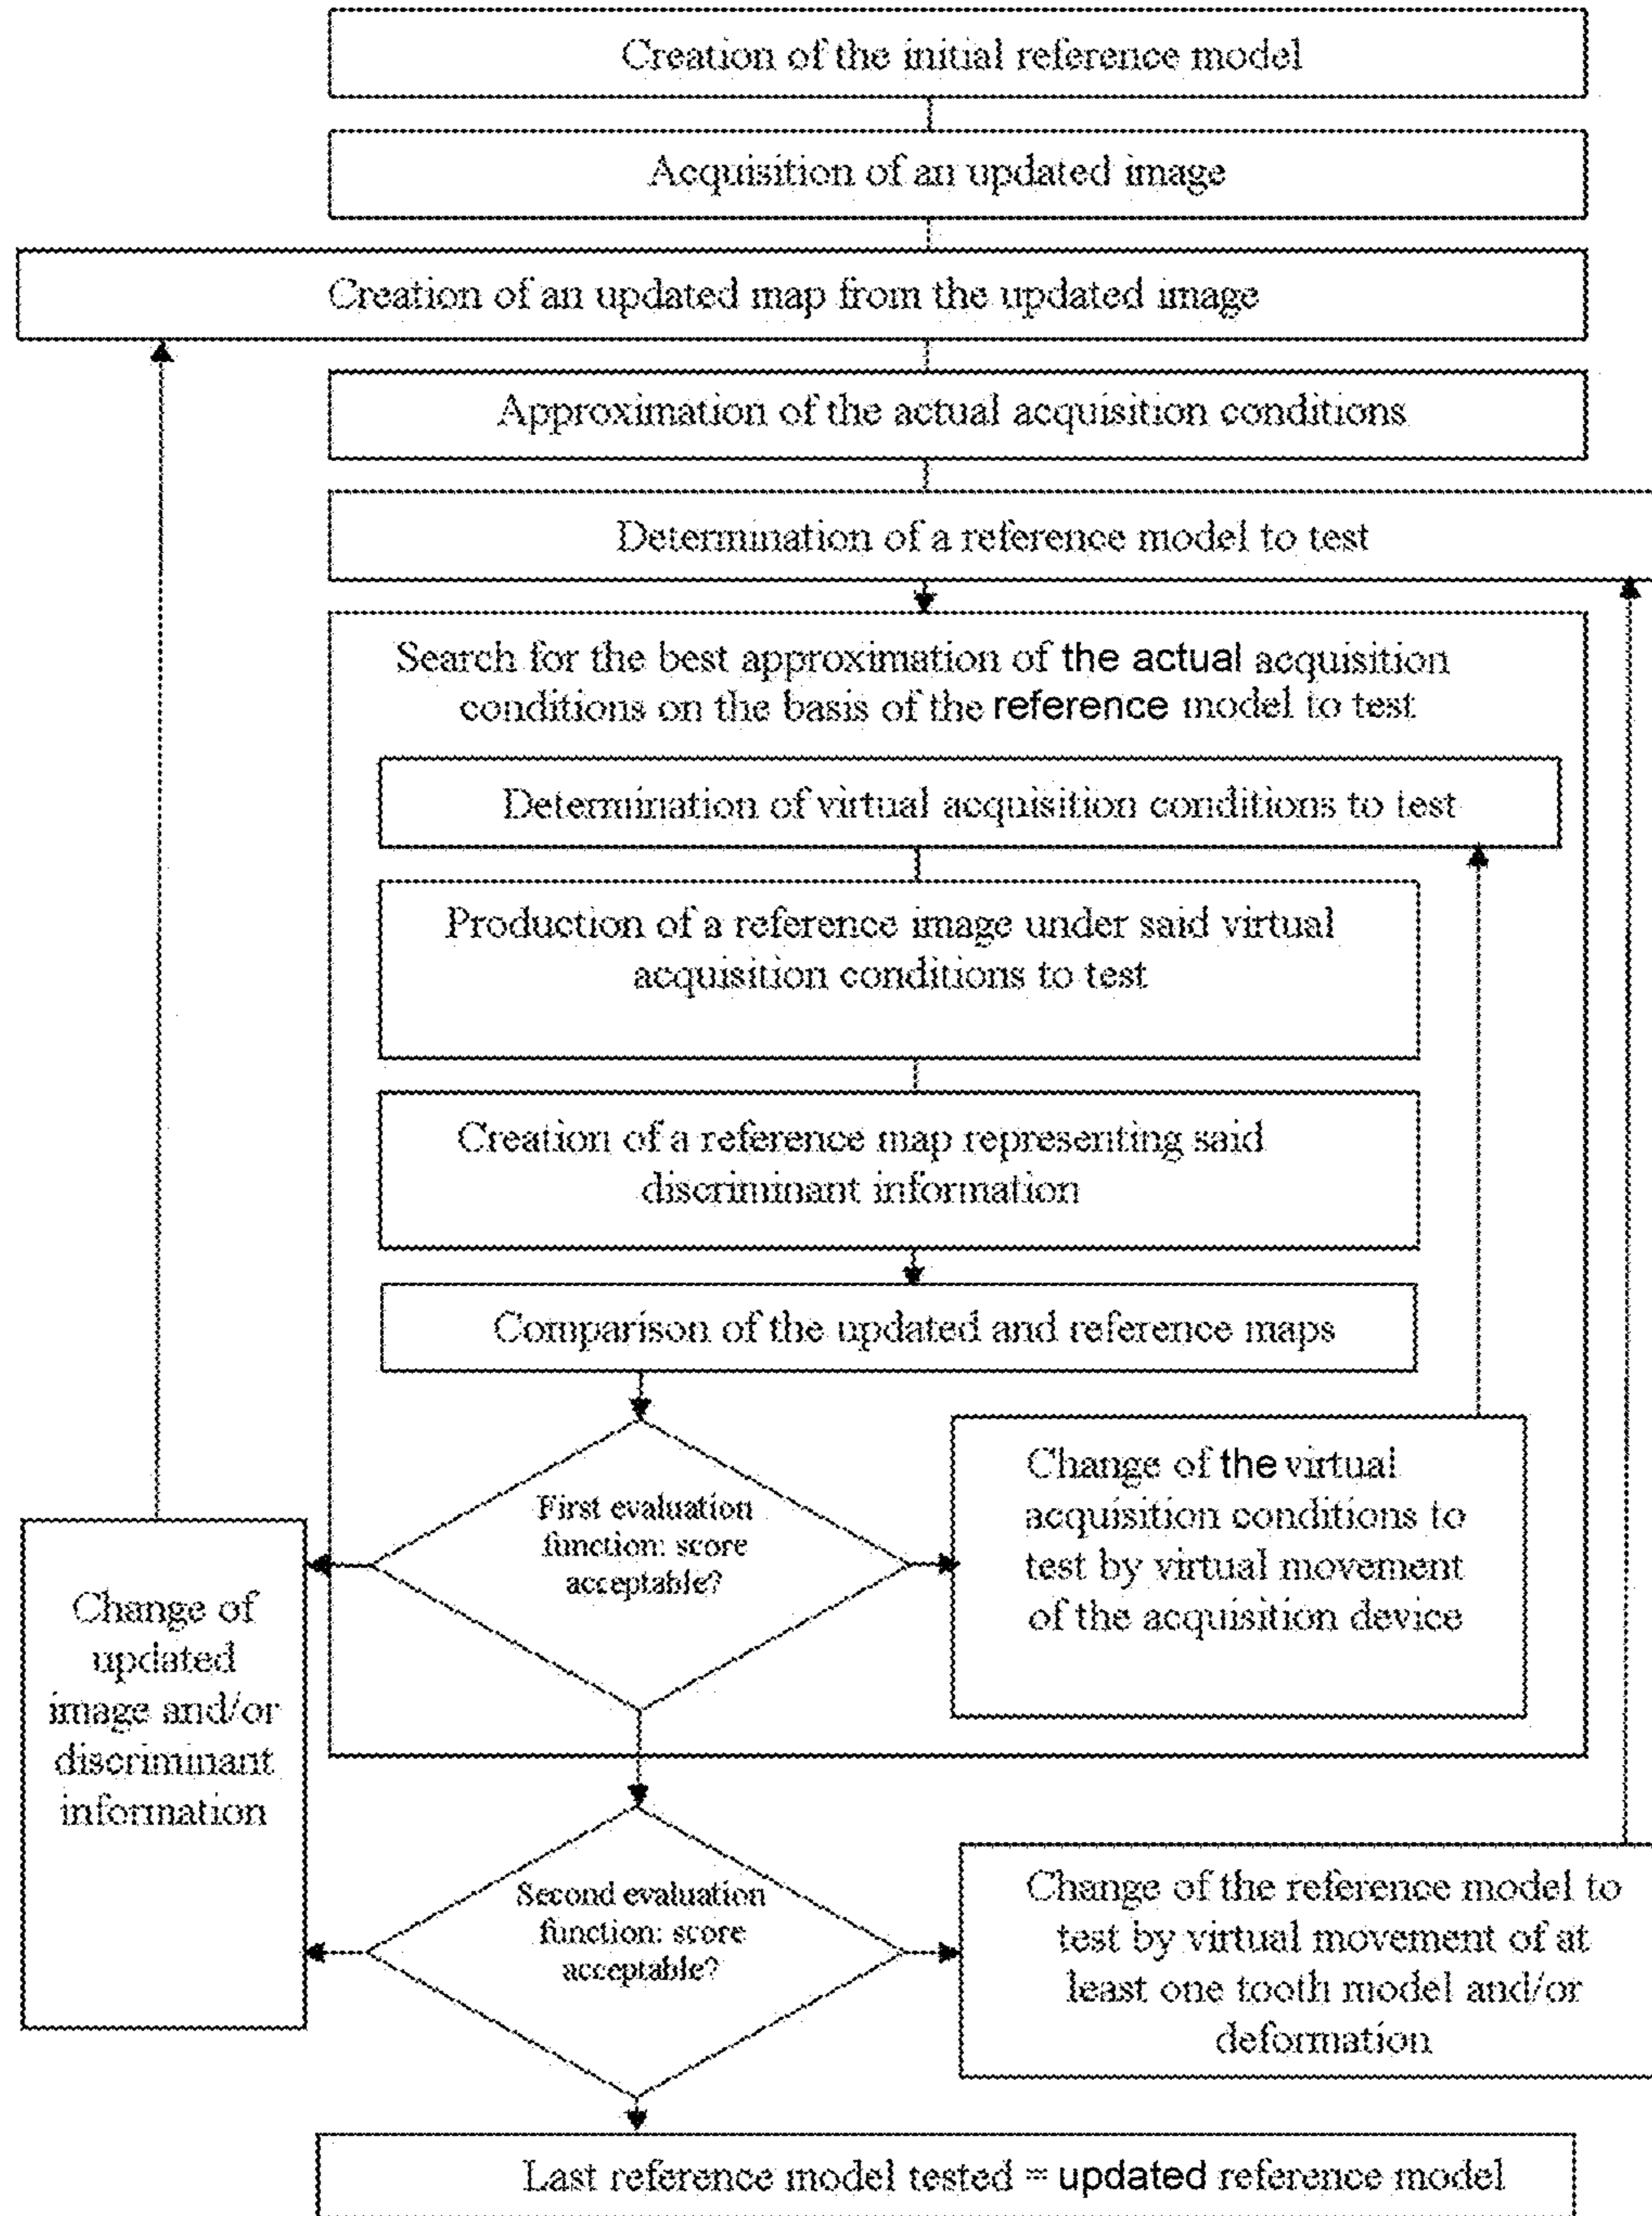 Creation of the initial reference model
Acquisition of an updated image
Creation of an updated map from the updated image
Approximation of the actual acquisition conditions
Determination of a reference model to test
Search for the best approximation of the actual acquisition
conditions on the basis of the reference model to test
Determination of virtual acquisition conditions to test
Production of a reference image under said virtual
acquisition conditions to test
Creation of a reference map representing said
discriminant information
Comparison of the updated and reference maps
First evaluation
function: score
acceptable?
Change of the virtual
acquisition conditions to
test by virtual movement
of the acquisition device
Change of
updated
image and/or
discriminant
information
Second evaluation
function: score
acceptable?
Change of the reference model to
test by virtual movement of at
least one tooth model and/or
deformation
Last reference model tested = updated reference model